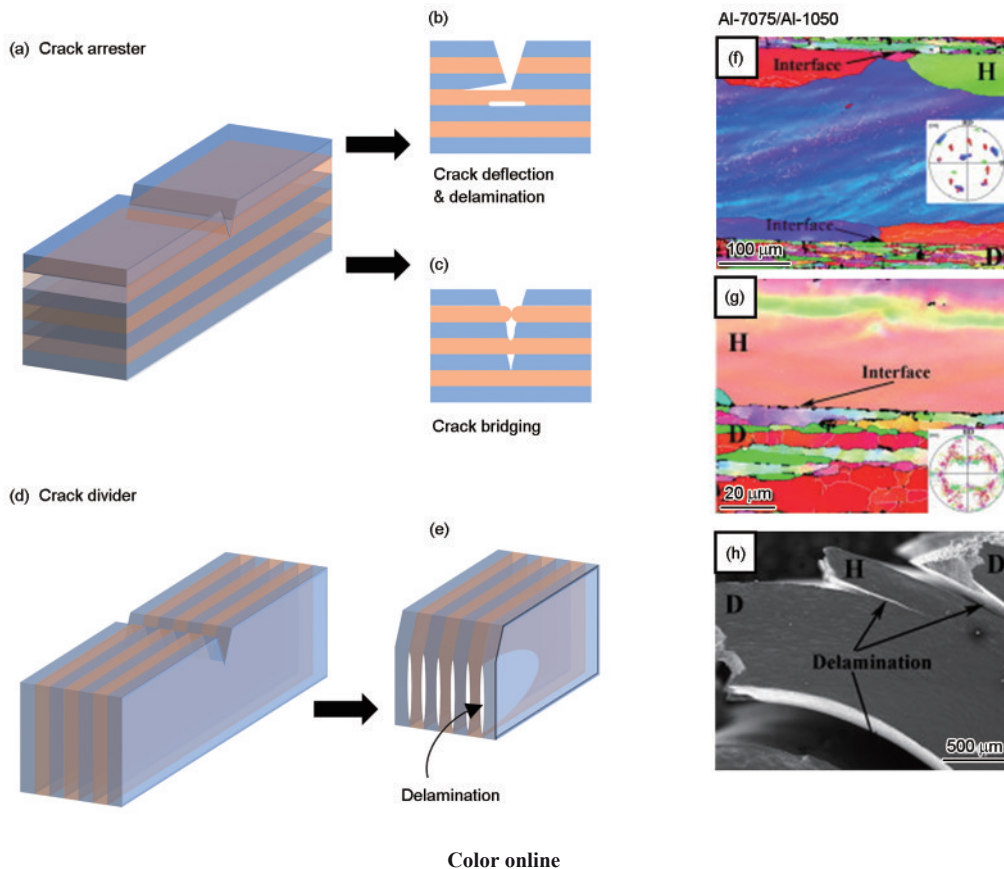 (a) Crack arrester
(b)
Crack deflection
& delamination
(c)
Crack bridging
(d) Crack divider
(e)
Delamination
Al-7075/Al-1050
(f)
Interface
H
RD
Interface
D
100 μm
(g)
H
Interface
D
20 μm
(h)
H
D
D
Delamination
500 μm
Color online